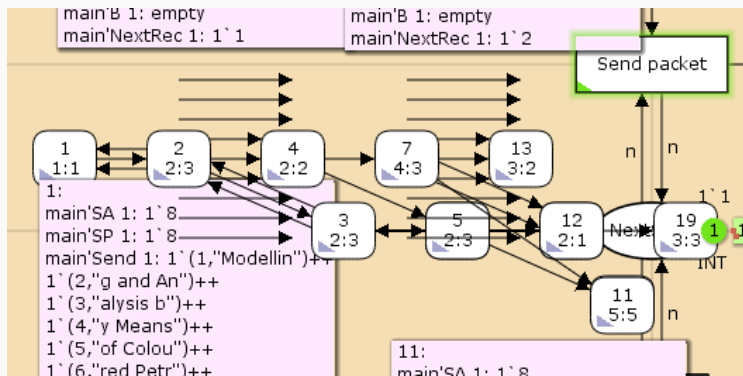 main'B 1: empty
main'NextRec 1: 1`1
main'B 1: empty
main'NextRec 1: 1`2
Send packet
n
n
1
1:1
2
2:3
4
2:2
7
4:3
13
3:2
1`1
1:
main'SA 1: 1`8
main'SP 1: 1`8
main'Send 1: 1`(1,"Modellin")++
1`(2,"g and An")++
1`(3,"alysis b")++
1`(4,"y Means")++
1`(5,"of Colou")++
1`(6,"red Petr")++
3
2:3
5
2:3
12
2:1
19
3:3
1
INT
11
5:5
n
11:
main'SA 1: 1`8